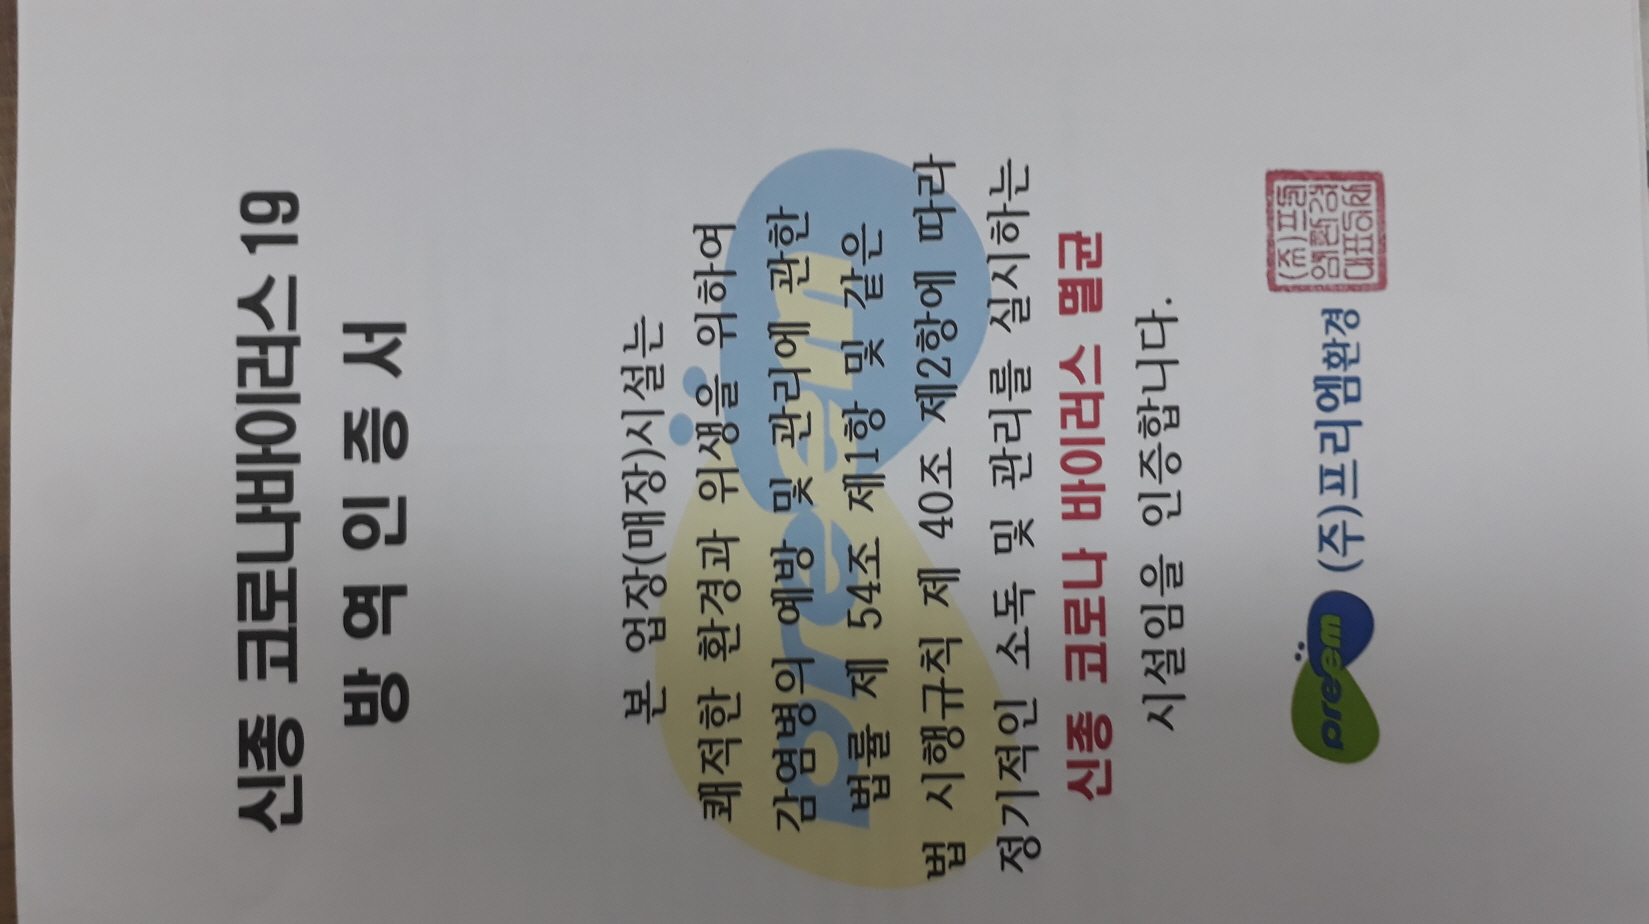 신종 코로나바이러스 19
방 역 인 증 서
본 업장(매장)시설는
쾌적한 환경과 위생을 위하여
감염병의 예방 및 관리에 관한
법률 제 54조 제1항 및 같은
법 시행규칙 제 40조 제2항에 따라
정기적인 소독 및 관리를 실시하는
신종 코로나 바이러스 멸균
시설임을 인증합니다.
preem
preem (주)프리엠환경